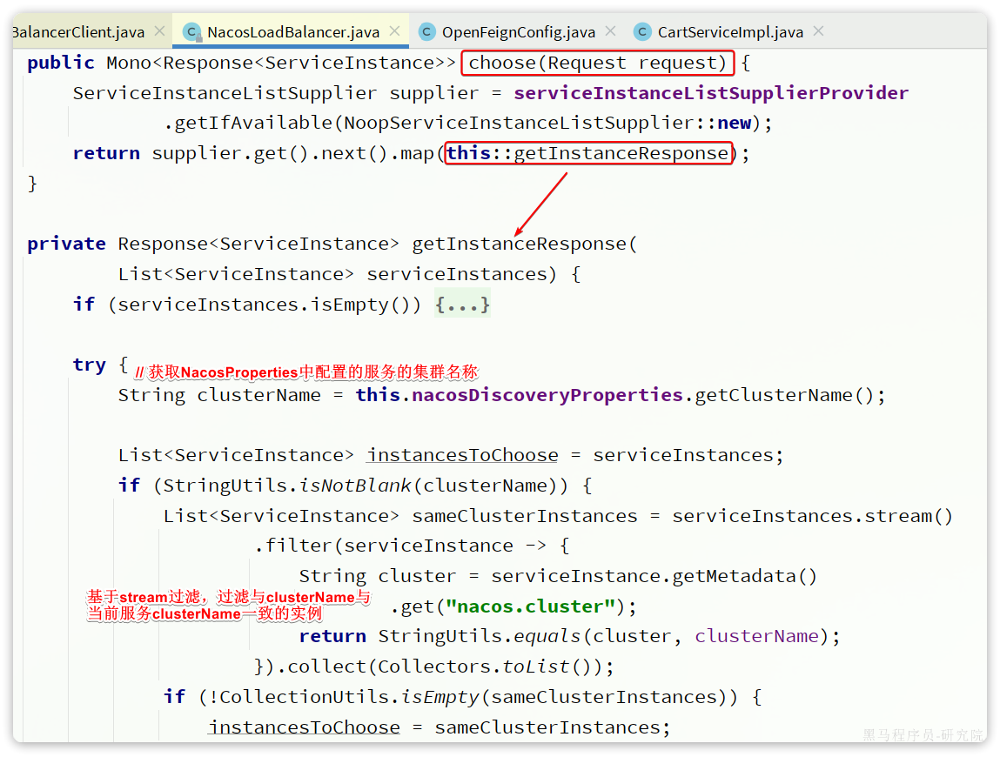 BalancerClient.java NacosLoadBalancer.java OpenFeignConfig.java CartServiceImpl.java
public Mono<Response<ServiceInstance>> choose(Request request) {
ServiceInstanceListSupplier supplier = serviceInstanceListSupplierProvider
.getIfAvailable(NoopServiceInstanceListSupplier::new);
return supplier.get().next().map(this::getInstanceResponse);
}
private Response<ServiceInstance> getInstanceResponse(
List<ServiceInstance> serviceInstances) {
if (serviceInstances.isEmpty()) {...}
try {
// 获取NacosProperties中配置的服务的集群名称
String clusterName = this.nacosDiscoveryProperties.getClusterName();
List<ServiceInstance> instancesToChoose = serviceInstances;
if (StringUtils.isNotBlank(clusterName)) {
List<ServiceInstance> sameClusterInstances = serviceInstances.stream()
.filter(serviceInstance -> {
String cluster = serviceInstance.getMetadata()
基于stream过滤，过滤与clusterName与
当前服务clusterName一致的实例
.get("nacos.cluster");
return StringUtils.equals(cluster, clusterName);
}).collect(Collectors.toList());
if (!CollectionUtils.isEmpty(sameClusterInstances)) {
instancesToChoose = sameClusterInstances;
黑马程序员-研究院